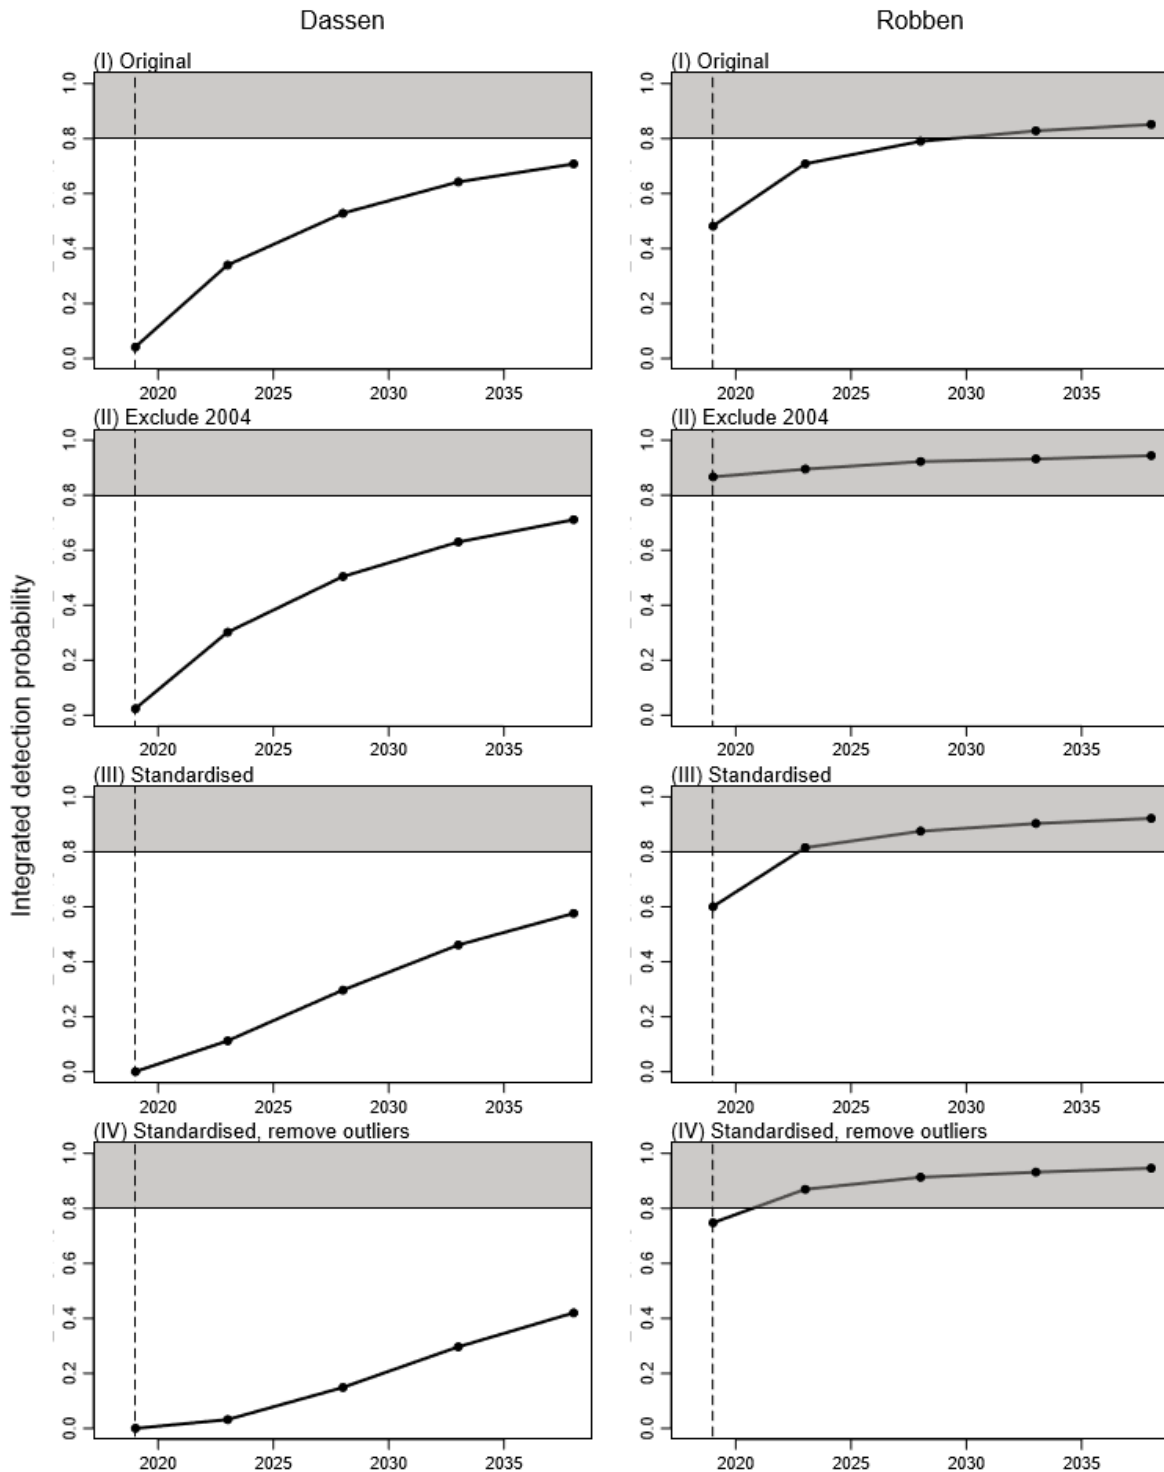 Dassen
Robben
Integrated detection probability
(I) Original
1.0
0.8
0.6
0.4
0.2
0.0
2020 2025 2030 2035
(I) Original
1.0
0.8
0.6
0.4
0.2
0.0
2020 2025 2030 2035
(II) Exclude 2004
1.0
0.8
0.6
0.4
0.2
0.0
2020 2025 2030 2035
(II) Exclude 2004
1.0
0.8
0.6
0.4
0.2
0.0
2020 2025 2030 2035
(III) Standardised
1.0
0.8
0.6
0.4
0.2
0.0
2020 2025 2030 2035
(III) Standardised
1.0
0.8
0.6
0.4
0.2
0.0
2020 2025 2030 2035
(IV) Standardised, remove outliers
1.0
0.8
0.6
0.4
0.2
0.0
2020 2025 2030 2035
(IV) Standardised, remove outliers
1.0
0.8
0.6
0.4
0.2
0.0
2020 2025 2030 2035